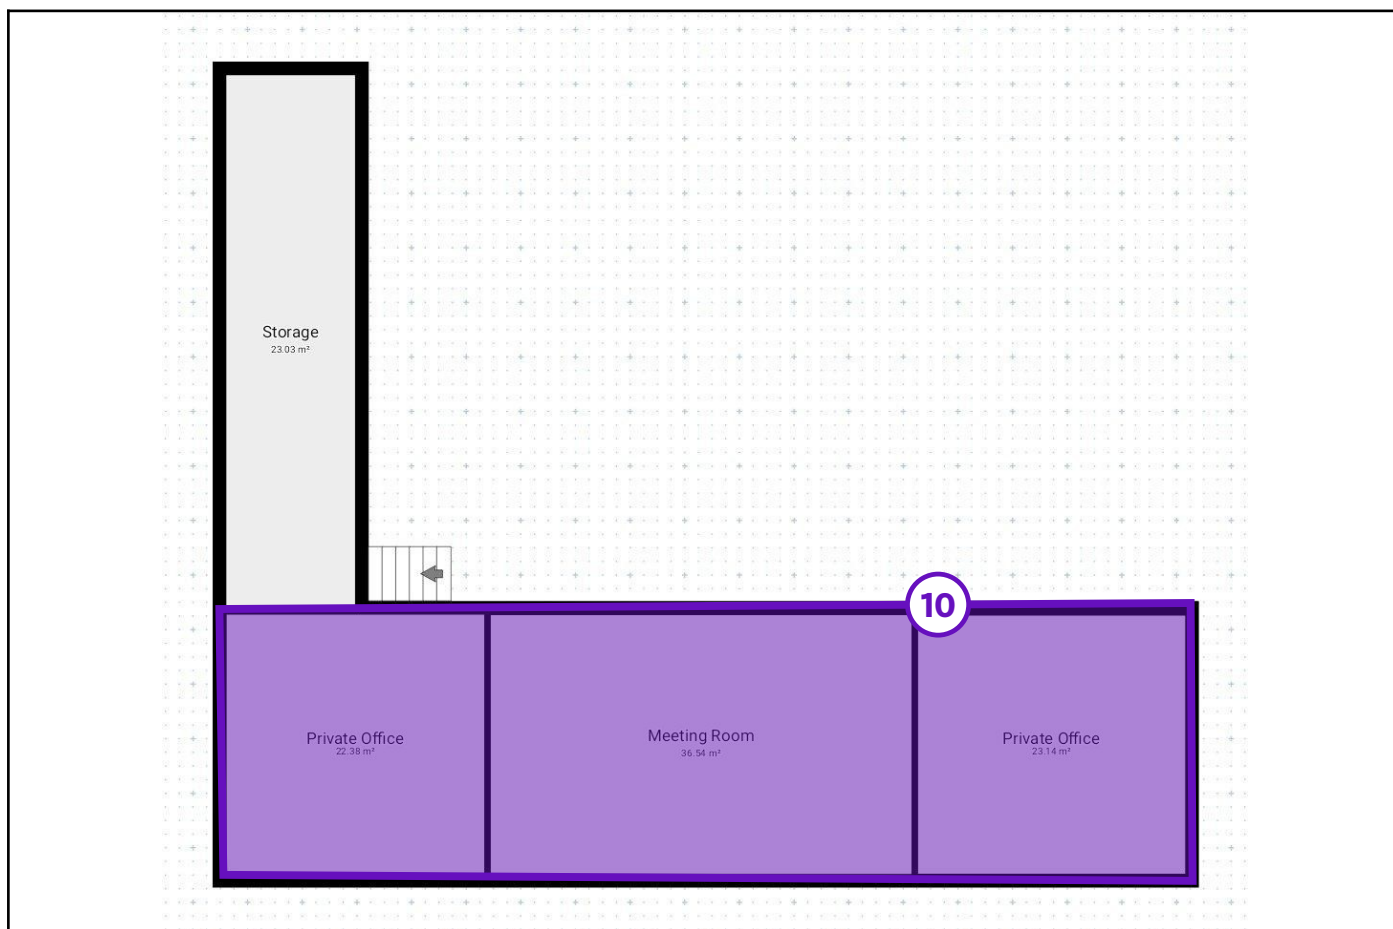 Storage
23.03 m²
10
Private Office
22.38 m²
Meeting Room
36.54 m²
Private Office
23.14 m²